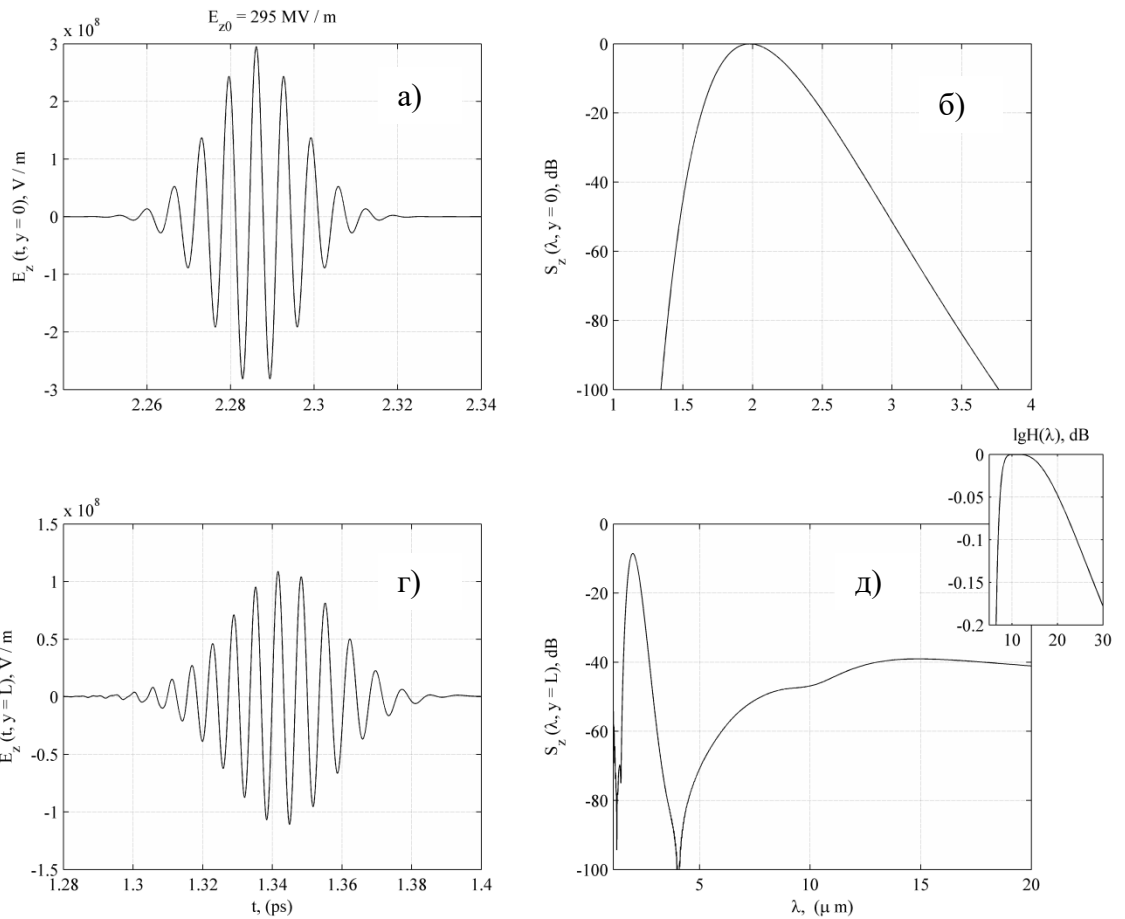 E_z0 = 295 MV / m
x 10^8
3
2
1
0
-1
-2
-3
E_z (t, y = 0), V / m
а)
2.26 2.28 2.3 2.32 2.34
0
-20
-40
-60
-80
-100
S_z (λ, y = 0), dB
б)
1 1.5 2 2.5 3 3.5 4
x 10^8
1.5
1
0.5
0
-0.5
-1
-1.5
E_z (t, y = L), V / m
г)
1.28 1.3 1.32 1.34 1.36 1.38 1.4
t, (ps)
0
-20
-40
-60
-80
-100
S_z (λ, y = L), dB
д)
5 10 15 20
λ, (μ m)
lgH(λ), dB
0
-0.05
-0.1
-0.15
-0.2
10 20 30